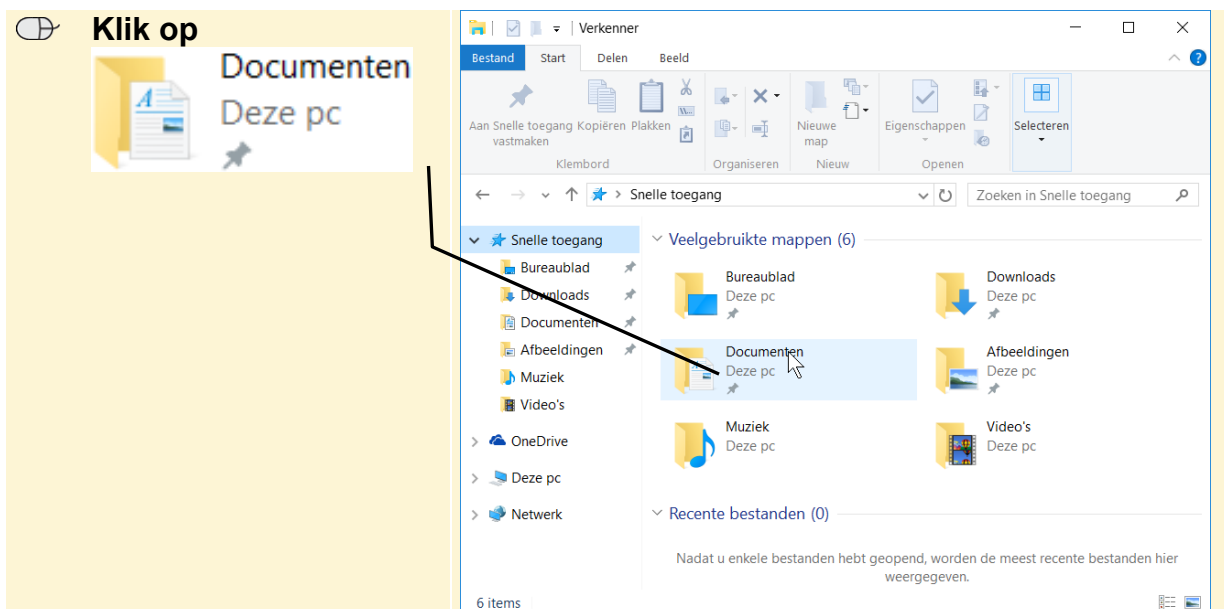 Klik op
Documenten
Deze pc
Verkenner
Bestand Start Delen Beeld
Aan Snelle toegang vastmaken
Kopiëren
Plakken
Nieuwe map
Eigenschappen
Selecteren
Klembord Organiseren Nieuw Openen
Snelle toegang
Zoeken in Snelle toegang
Snelle toegang
Bureaublad
Downloads
Documenten
Afbeeldingen
Muziek
Video's
OneDrive
Deze pc
Netwerk
Veelgebruikte mappen (6)
Bureaublad
Deze pc
Downloads
Deze pc
Documenten
Deze pc
Afbeeldingen
Deze pc
Muziek
Deze pc
Video's
Deze pc
Recente bestanden (0)
Nadat u enkele bestanden hebt geopend, worden de meest recente bestanden hier
weergegeven.
6 items